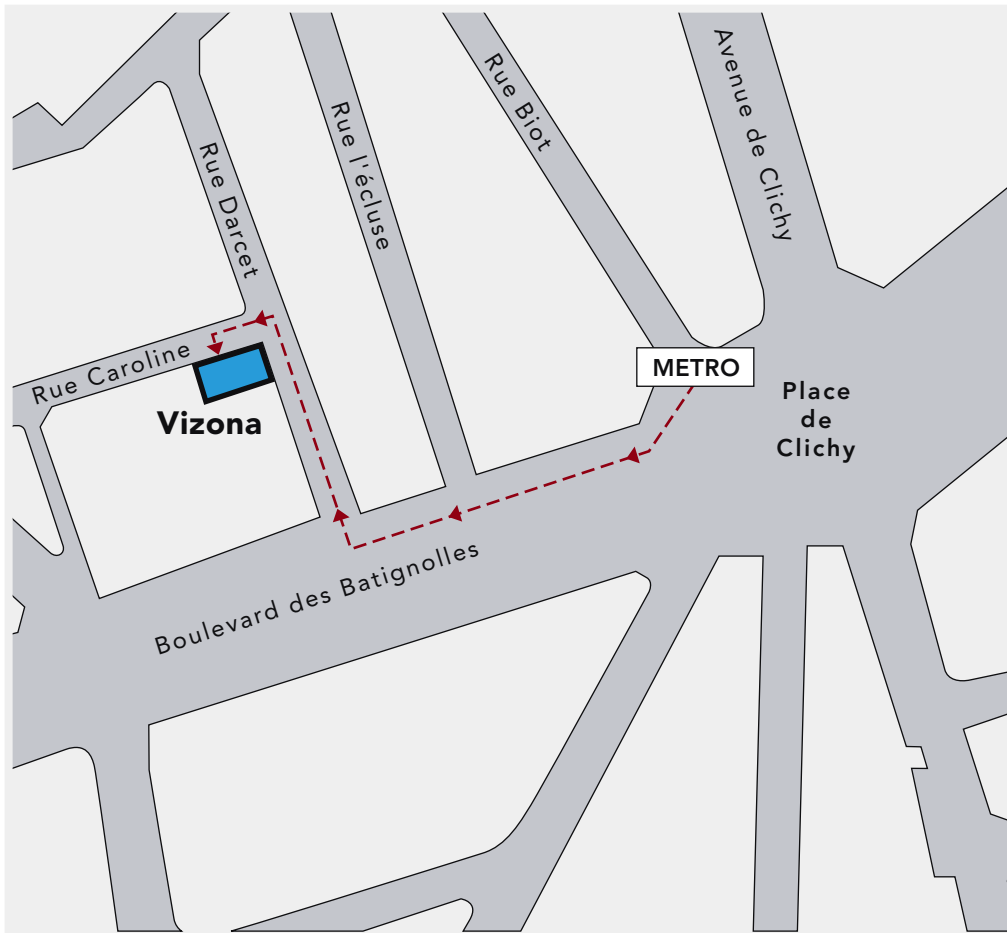 Avenue de Clichy
Rue Biot
Rue l'écluse
Rue Darcet
METRO
Rue Caroline
Vizona
Place
de
Clichy
Boulevard des Batignolles